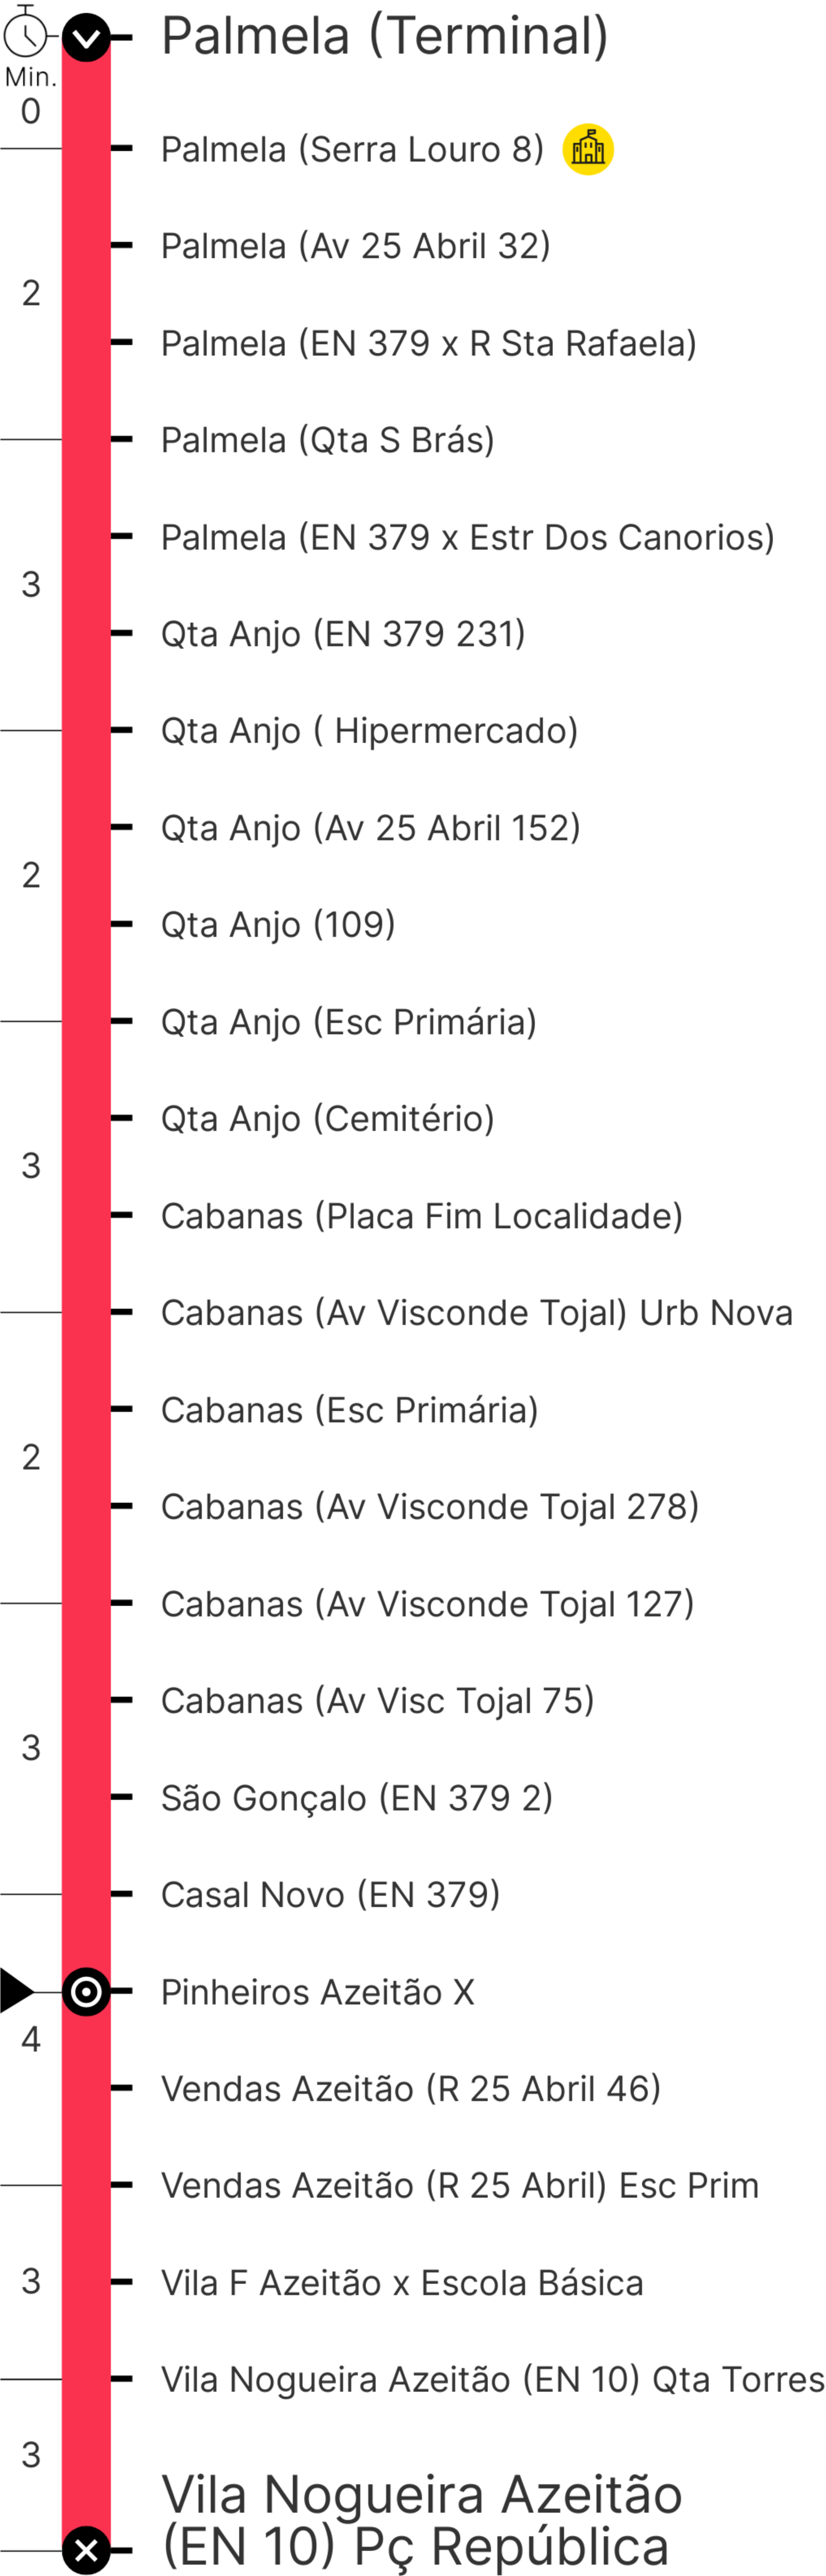 Palmela (Terminal)
Min.
0
Palmela (Serra Louro 8)
Palmela (Av 25 Abril 32)
2
Palmela (EN 379 x R Sta Rafaela)
Palmela (Qta S Brás)
Palmela (EN 379 x Estr Dos Canorios)
3
Qta Anjo (EN 379 231)
Qta Anjo ( Hipermercado)
Qta Anjo (Av 25 Abril 152)
2
Qta Anjo (109)
Qta Anjo (Esc Primária)
Qta Anjo (Cemitério)
3
Cabanas (Placa Fim Localidade)
Cabanas (Av Visconde Tojal) Urb Nova
Cabanas (Esc Primária)
2
Cabanas (Av Visconde Tojal 278)
Cabanas (Av Visconde Tojal 127)
Cabanas (Av Visc Tojal 75)
3
São Gonçalo (EN 379 2)
Casal Novo (EN 379)
Pinheiros Azeitão X
4
Vendas Azeitão (R 25 Abril 46)
Vendas Azeitão (R 25 Abril) Esc Prim
3
Vila F Azeitão x Escola Básica
Vila Nogueira Azeitão (EN 10) Qta Torres
3
Vila Nogueira Azeitão
(EN 10) Pç República